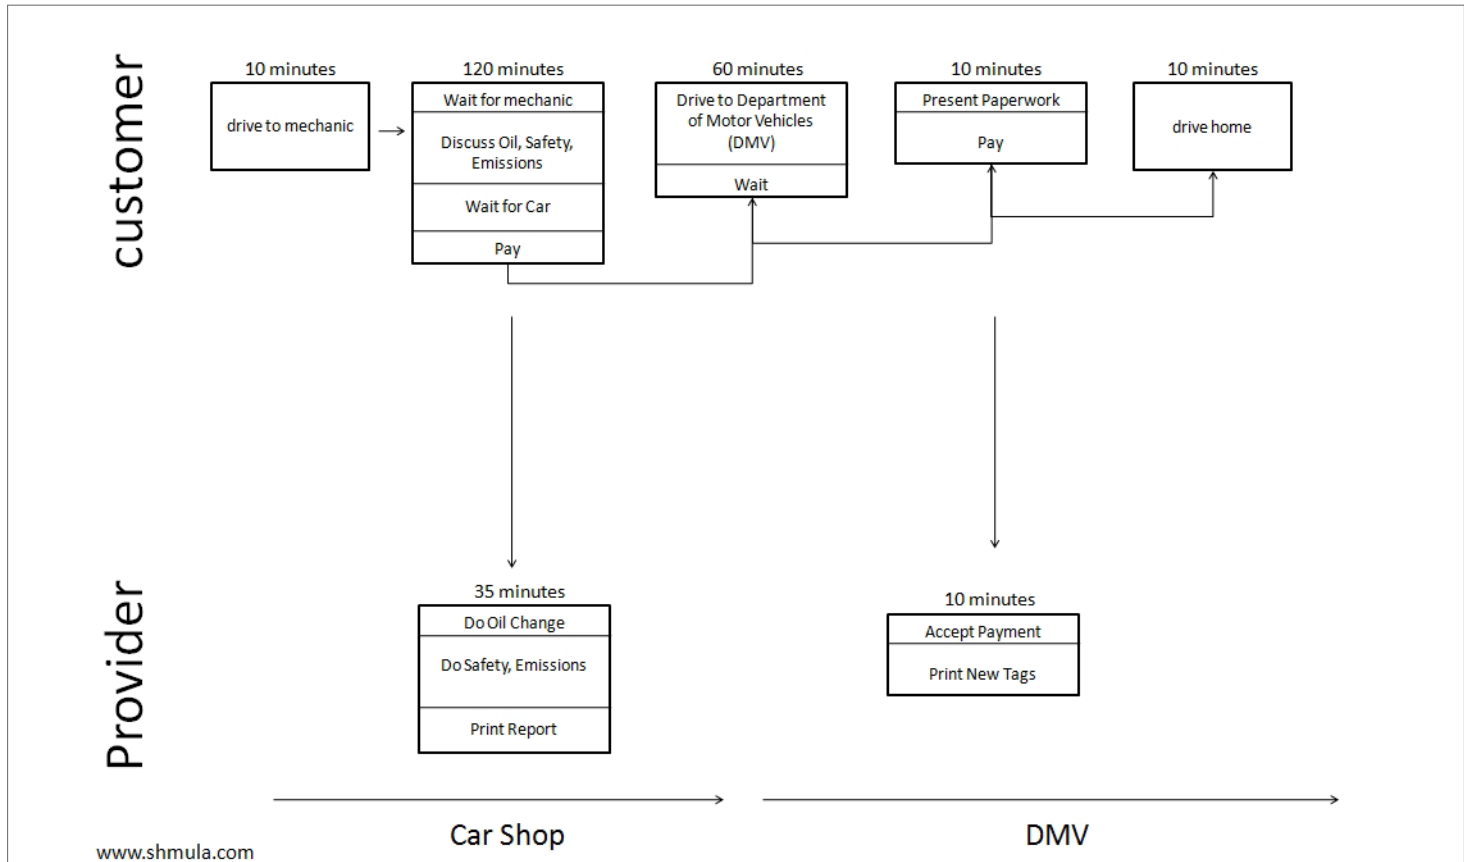 customer
10 minutes
drive to mechanic
120 minutes
Wait for mechanic
Discuss Oil, Safety,
Emissions
Wait for Car
Pay
60 minutes
Drive to Department
of Motor Vehicles
(DMV)
Wait
10 minutes
Present Paperwork
Pay
10 minutes
drive home
Provider
35 minutes
Do Oil Change
Do Safety, Emissions
Print Report
10 minutes
Accept Payment
Print New Tags
Car Shop
DMV
www.shmula.com